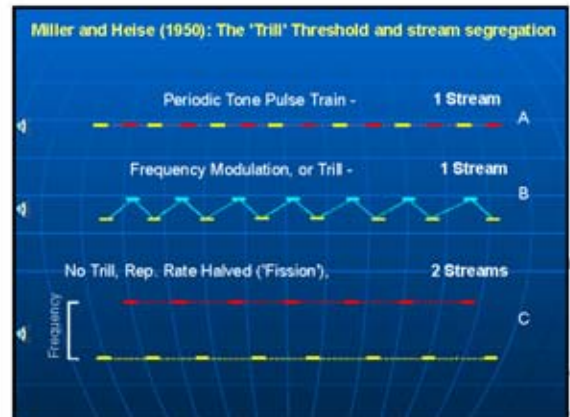 Miller and Heise (1950): The 'Trill' Threshold and stream segregation
Periodic Tone Pulse Train - 1 Stream
A
Frequency Modulation, or Trill - 1 Stream
B
No Trill, Rep. Rate Halved ('Fission'), 2 Streams
Frequency
C